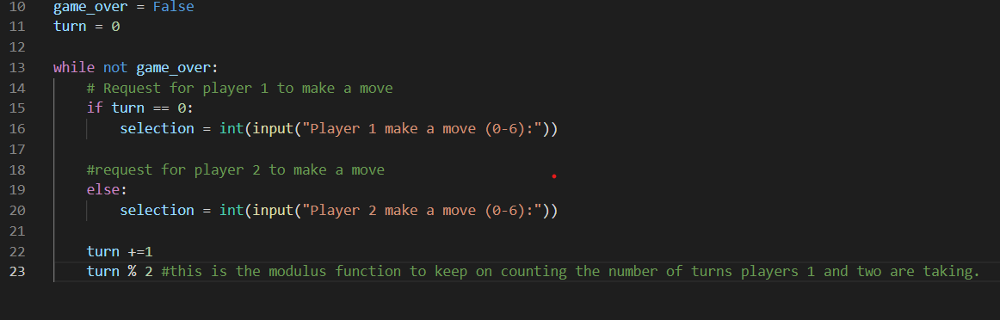 10 game_over = False
11 turn = 0
12
13 while not game_over:
14 # Request for player 1 to make a move
15 if turn == 0:
16 selection = int(input("Player 1 make a move (0-6):"))
17
18 #request for player 2 to make a move
19 else:
20 selection = int(input("Player 2 make a move (0-6):"))
21
22 turn +=1
23 turn % 2 #this is the modulus function to keep on counting the number of turns players 1 and two are taking.